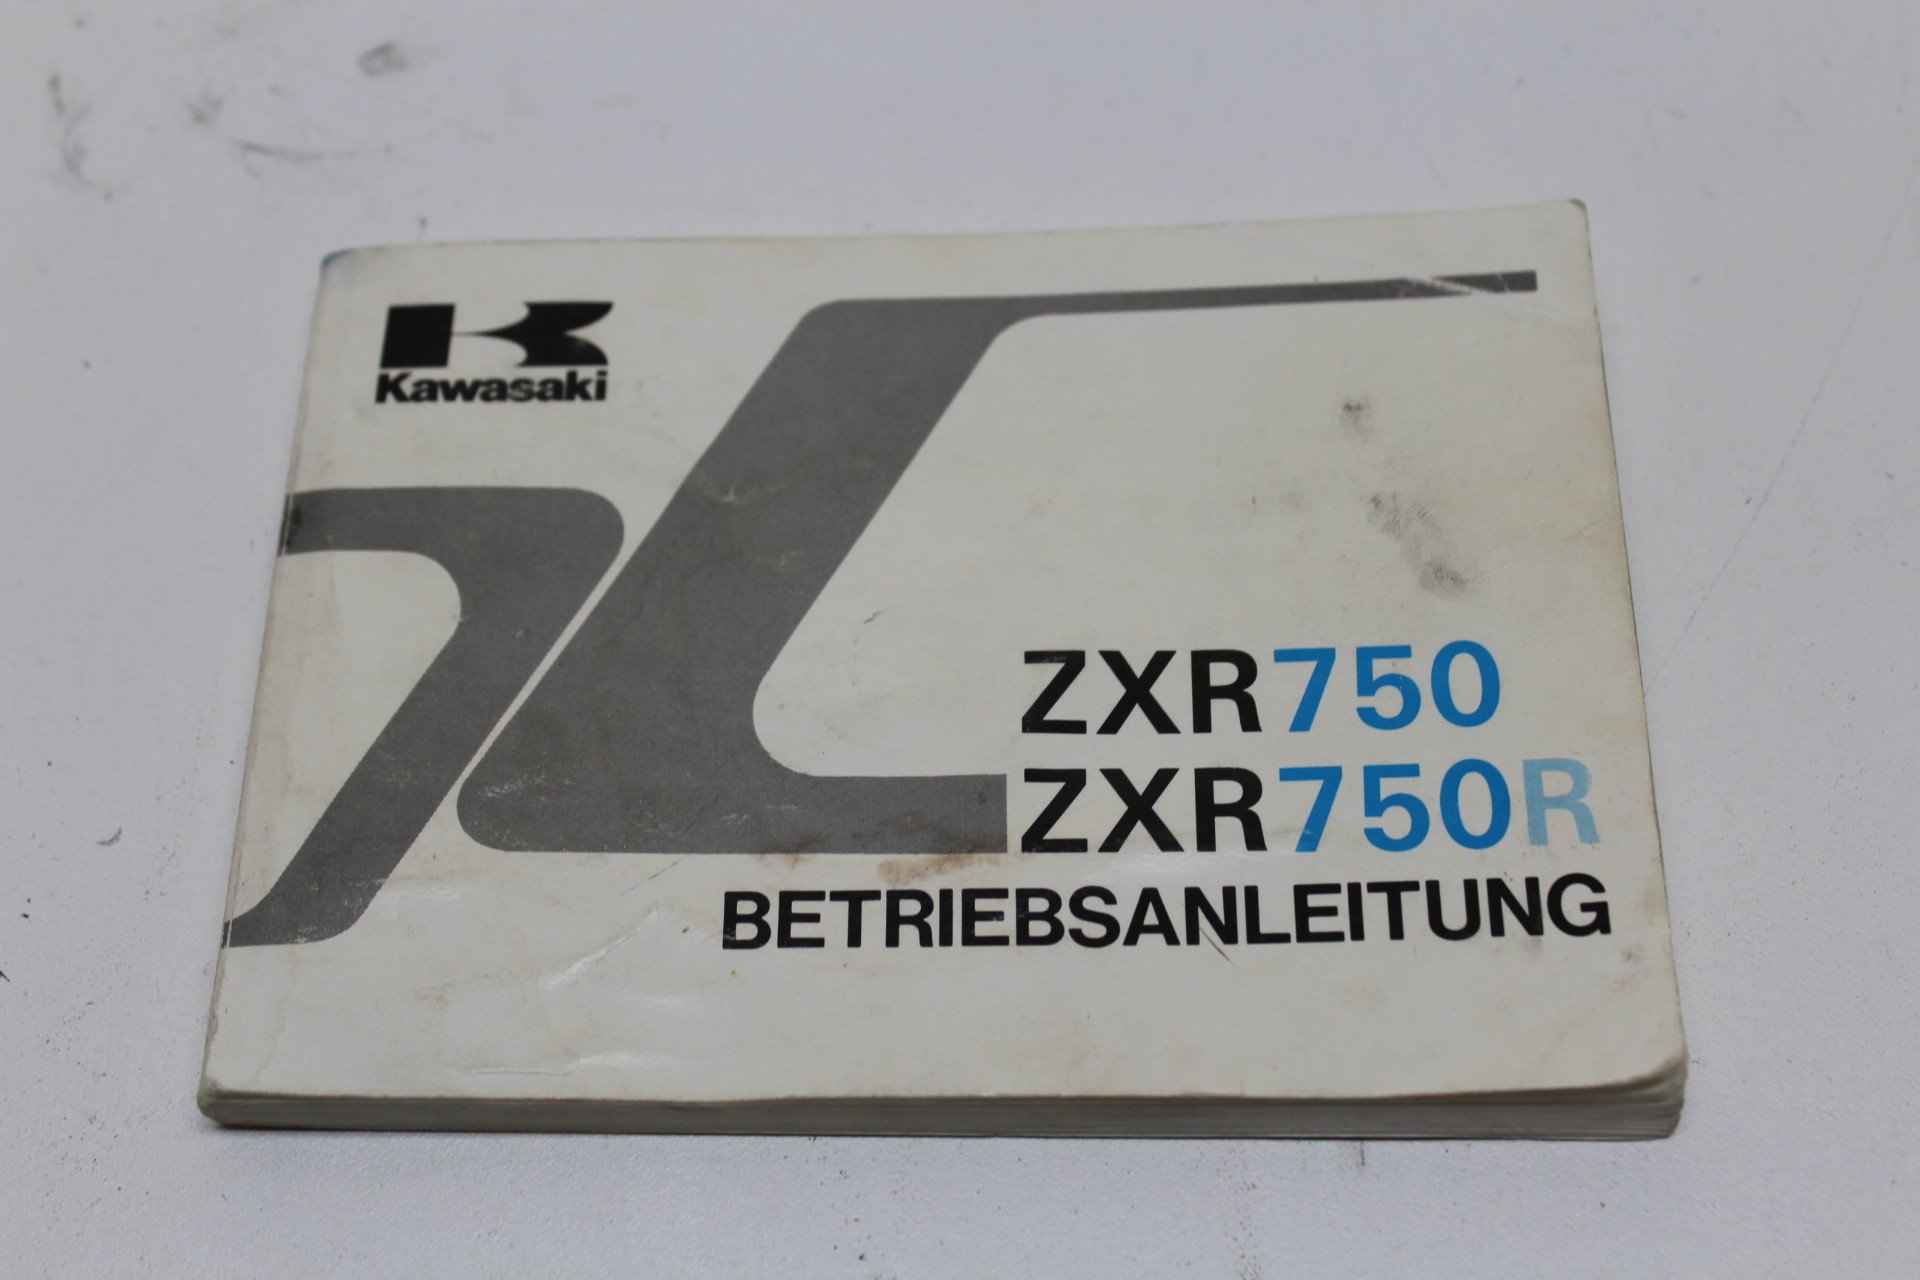 Kawasaki
ZXR750
ZXR750R
BETRIEBSANLEITUNG